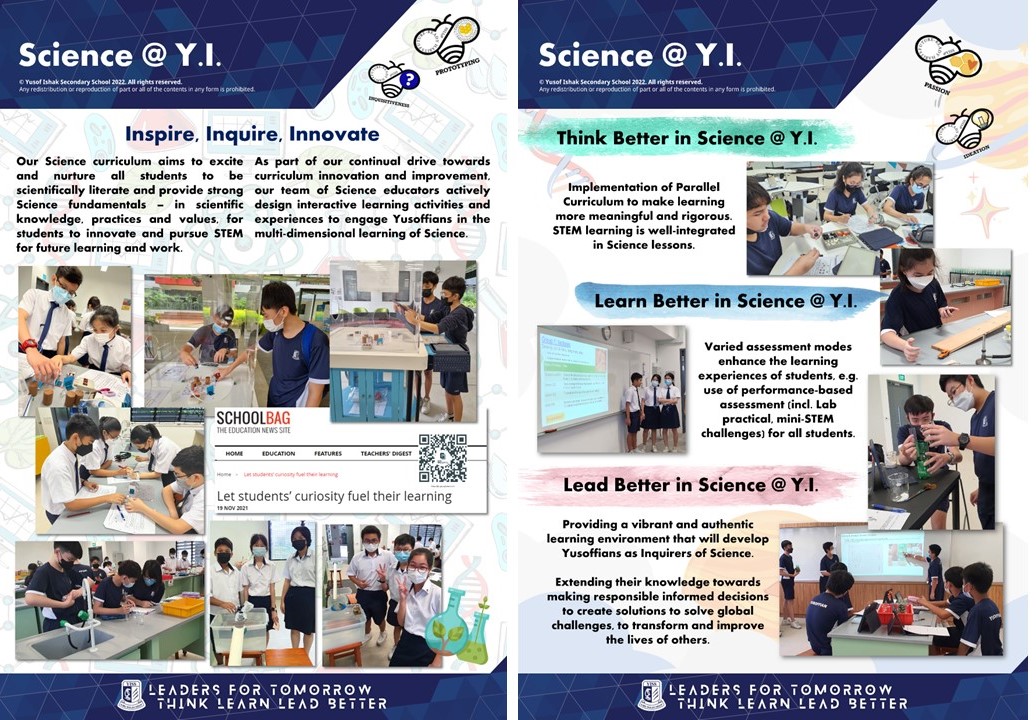 Science @ Y.I.
© Yusof Ishak Secondary School 2022. All rights reserved.
Any redistribution or reproduction of part or all of the contents in any form is prohibited.
PROTOTYPING
?
INQUISITIVENESS
Inspire, Inquire, Innovate
Our Science curriculum aims to excite
and nurture all students to be
scientifically literate and provide strong
Science fundamentals – in scientific
knowledge, practices and values, for
students to innovate and pursue STEM
for future learning and work.
As part of our continual drive towards
curriculum innovation and improvement,
our team of Science educators actively
design interactive learning activities and
experiences to engage Yusoffians in the
multi-dimensional learning of Science.
SCHOOLBAG
THE EDUCATION NEWS SITE
HOME EDUCATION FEATURES TEACHERS' DIGEST
Home Let students' curiosity fuel their learning
Let students' curiosity fuel their learning
19 NOV 2021
LEADERS FOR TOMORROW
THINK LEARN LEAD BETTER
Science @ Y.I.
© Yusof Ishak Secondary School 2022. All rights reserved.
Any redistribution or reproduction of part or all of the contents in any form is prohibited.
PASSION
IDEATION
Think Better in Science @ Y.I.
Implementation of Parallel
Curriculum to make learning
more meaningful and rigorous.
STEM learning is well-integrated
in Science lessons.
Learn Better in Science @ Y.I.
Varied assessment modes
enhance the learning
experiences of students, e.g.
use of performance-based
assessment (incl. Lab
practical, mini-STEM
challenges) for all students.
Lead Better in Science @ Y.I.
Providing a vibrant and authentic
learning environment that will develop
Yusoffians as Inquirers of Science.
Extending their knowledge towards
making responsible informed decisions
to create solutions to solve global
challenges, to transform and improve
the lives of others.
LEADERS FOR TOMORROW
THINK LEARN LEAD BETTER